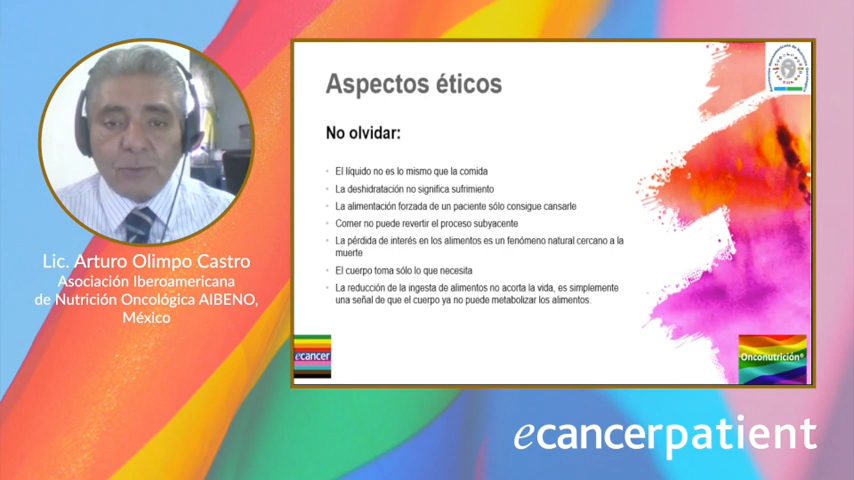 Aspectos éticos
No olvidar:
El líquido no es lo mismo que la comida
La deshidratación no significa sufrimiento
La alimentación forzada de un paciente sólo consigue cansarle
Comer no puede revertir el proceso subyacente
La pérdida de interés en los alimentos es un fenómeno natural cercano a la
muerte
El cuerpo toma sólo lo que necesita
La reducción de la ingesta de alimentos no acorta la vida, es simplemente
una señal de que el cuerpo ya no puede metabolizar los alimentos.
ecancer
Onconutrición®
Lic. Arturo Olimpo Castro
Asociación Iberoamericana
de Nutrición Oncológica AIBENO,
México
ecancerpatient